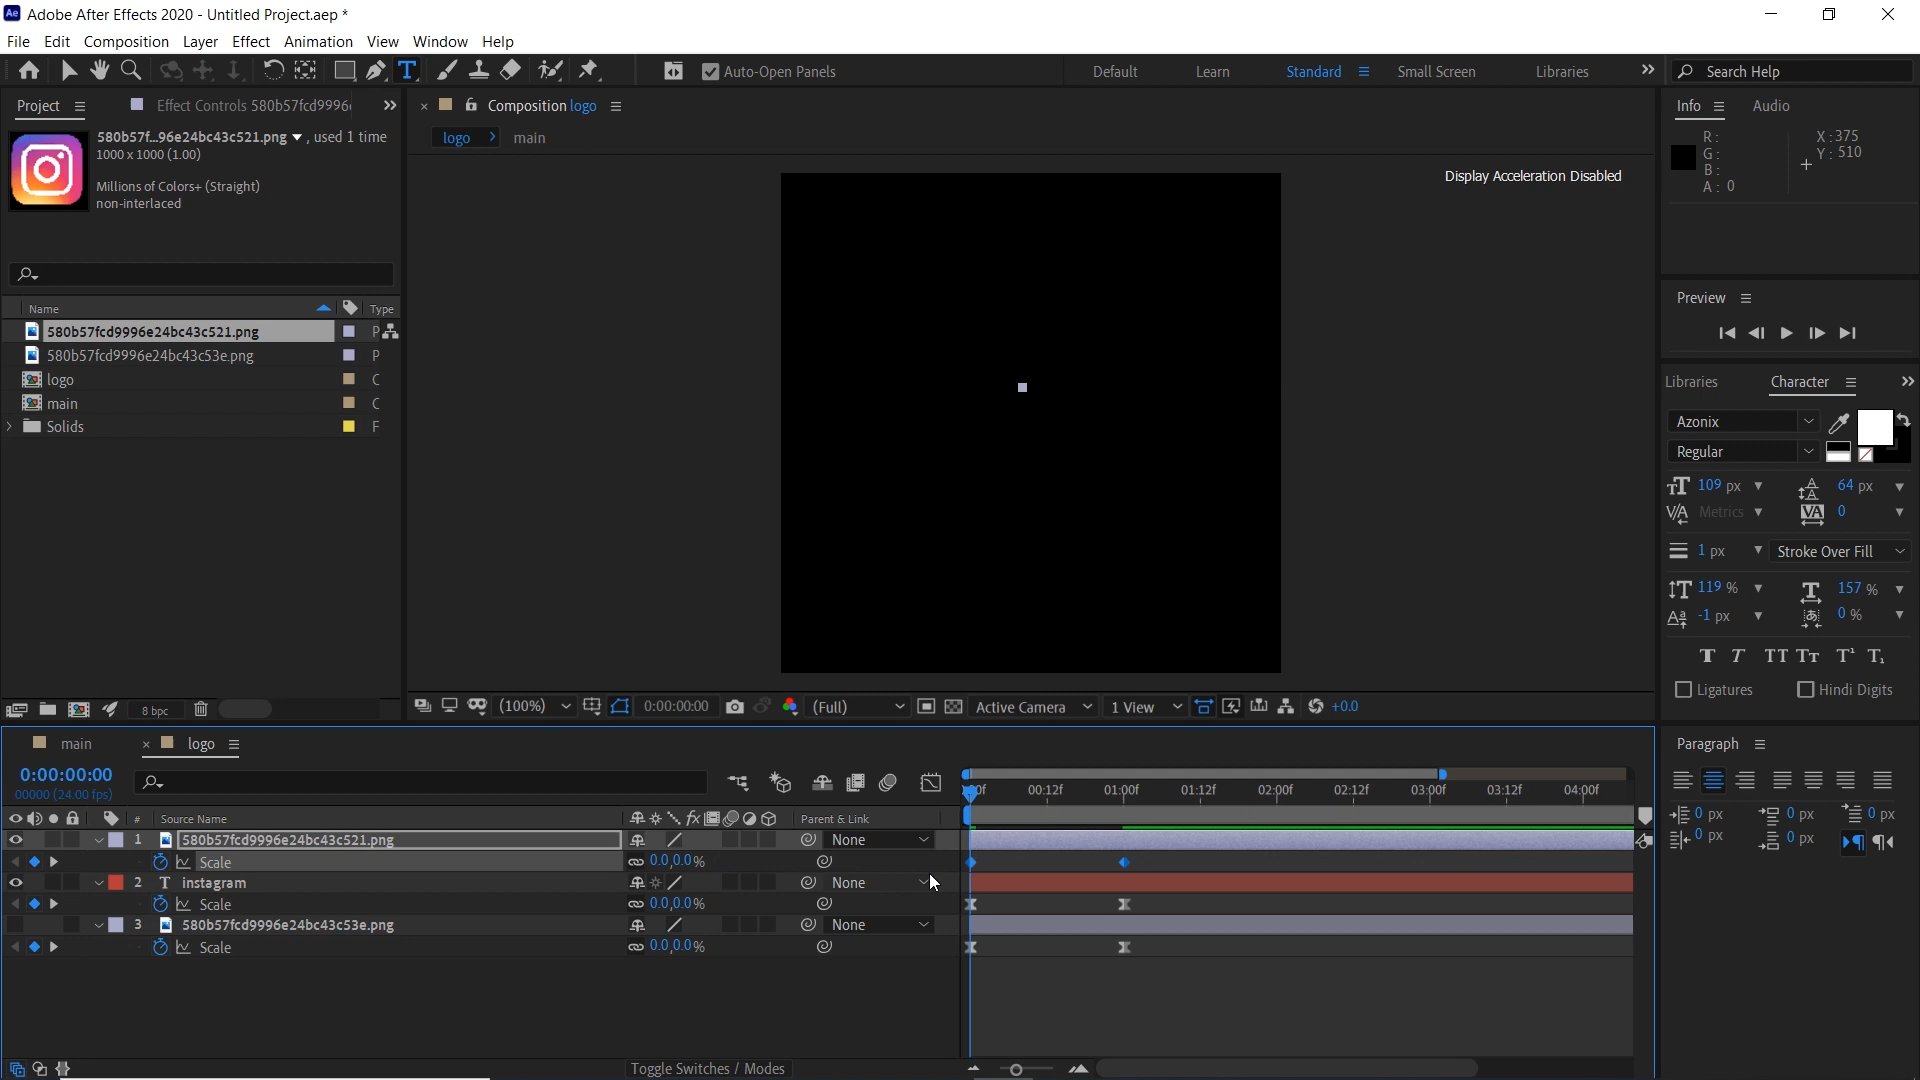 Ae Adobe After Effects 2020 - Untitled Project.aep *
File Edit Composition Layer Effect Animation View Window Help
T Auto-Open Panels Default Learn Standard Small Screen Libraries Search Help
Project Effect Controls 580b57fcd9996
Composition logo
Info Audio
580b57f...96e24bc43c521.png , used 1 time
1000 x 1000 (1.00)
Millions of Colors+ (Straight)
non-interlaced
logo main
Display Acceleration Disabled
R: X: 375
G: Y: 510
B:
A: 0
Name Type
580b57fcd9996e24bc43c521.png P
580b57fcd9996e24bc43c53e.png P
logo C
main C
Solids F
Preview
Libraries Character
Azonix
Regular
109 px 64 px
Metrics 0
1 px Stroke Over Fill
119 % 157 %
-1 px 0 %
T T TT Tt T¹ T₁
Ligatures Hindi Digits
8 bpc
(100%) 0:00:00:00 (Full) Active Camera 1 View +0.0
main logo
0:00:00:00
00000 (24.00 fps)
00:12f 01:00f 01:12f 02:00f 02:12f 03:00f 03:12f 04:00f
# Source Name fx Parent & Link
1 580b57fcd9996e24bc43c521.png None
Scale 0.0,0.0%
2 T instagram None
Scale 0.0,0.0%
3 580b57fcd9996e24bc43c53e.png None
Scale 0.0,0.0%
Toggle Switches / Modes
Paragraph
0 px 0 px 0 px
0 px 0 px